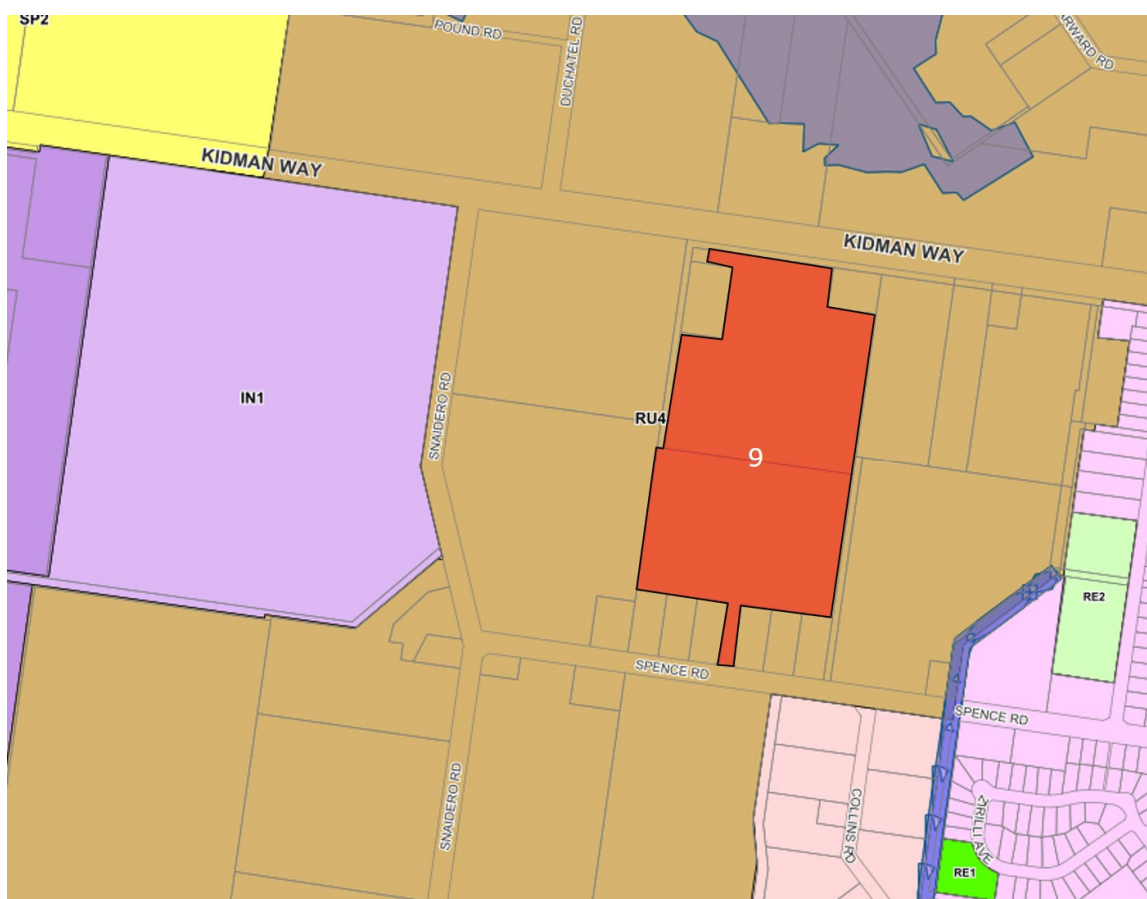 SP2
POUND RD
DUCHATEL RD
KIDMAN WAY
KIDMAN WAY
IN1
SNAIDERO RD
RU4
9
RE2
SPENCE RD
SPENCE RD
SNAIDERO RD
COLLINS RD
RE1